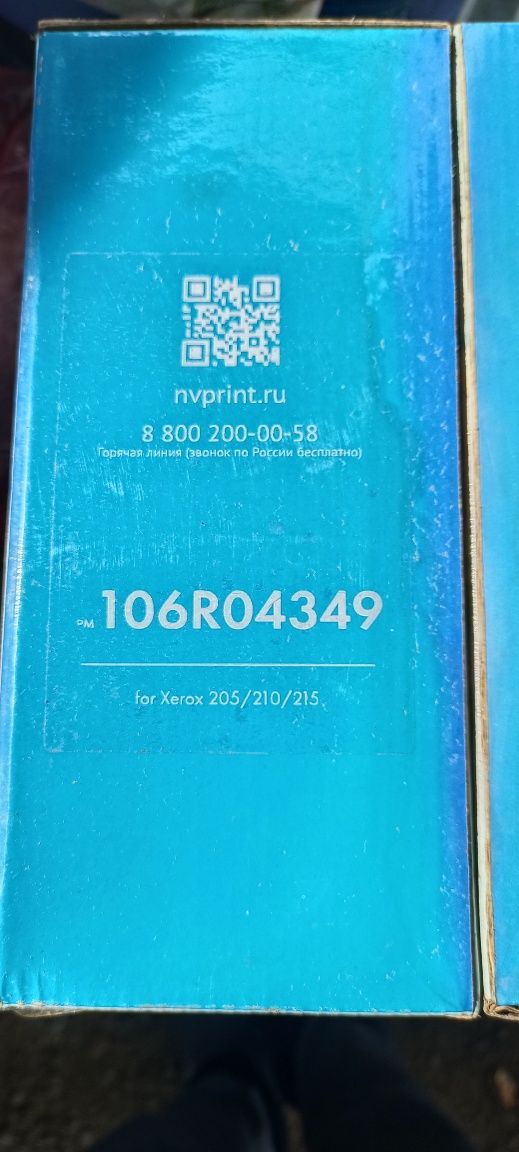 nvprint.ru
8 800 200-00-58
Горячая линия (звонок по России бесплатно)
PM 106R04349
for Xerox 205/210/215